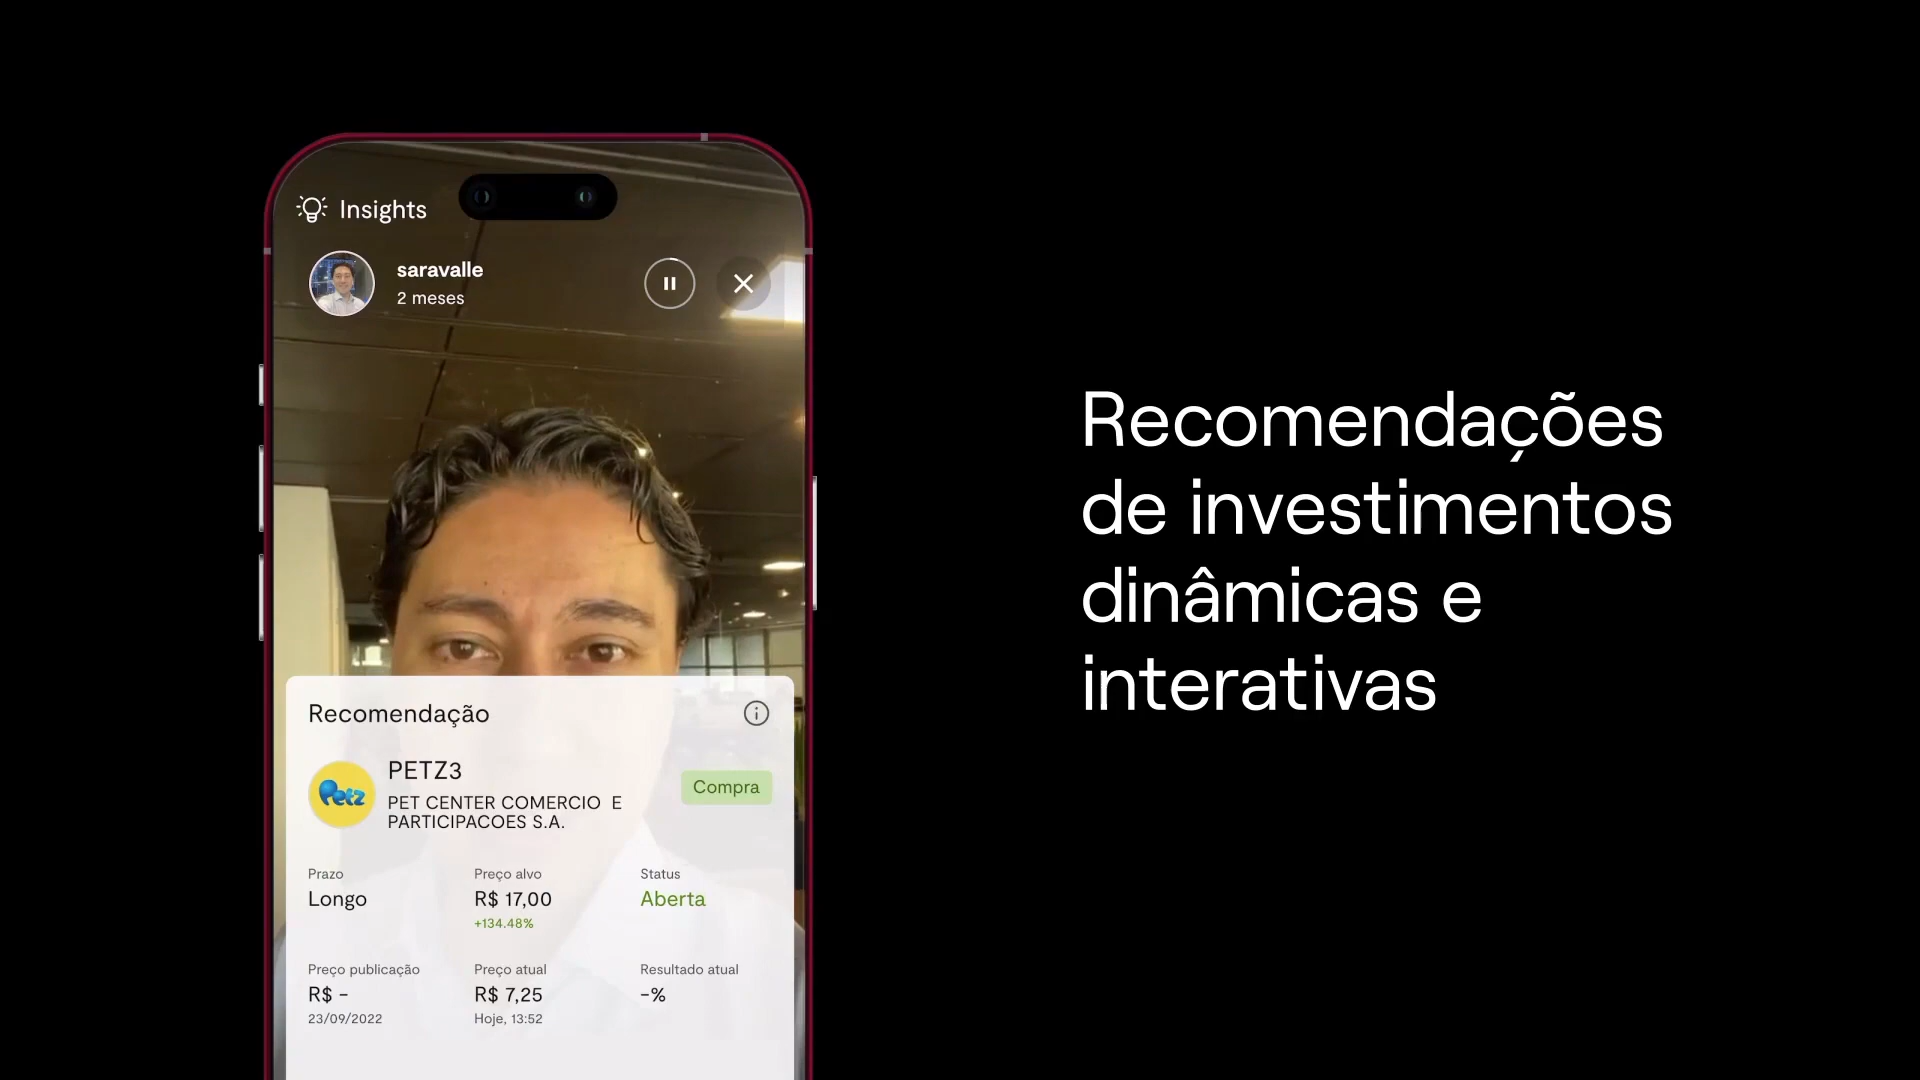 Insights
saravalle
2 meses
Recomendação
Petz
PETZ3
PET CENTER COMERCIO E
PARTICIPACOES S.A.
Compra
Prazo
Longo
Preço alvo
R$ 17,00
+134.48%
Status
Aberta
Preço publicação
R$ -
23/09/2022
Preço atual
R$ 7,25
Hoje, 13:52
Resultado atual
-%
Recomendações
de investimentos
dinâmicas e
interativas